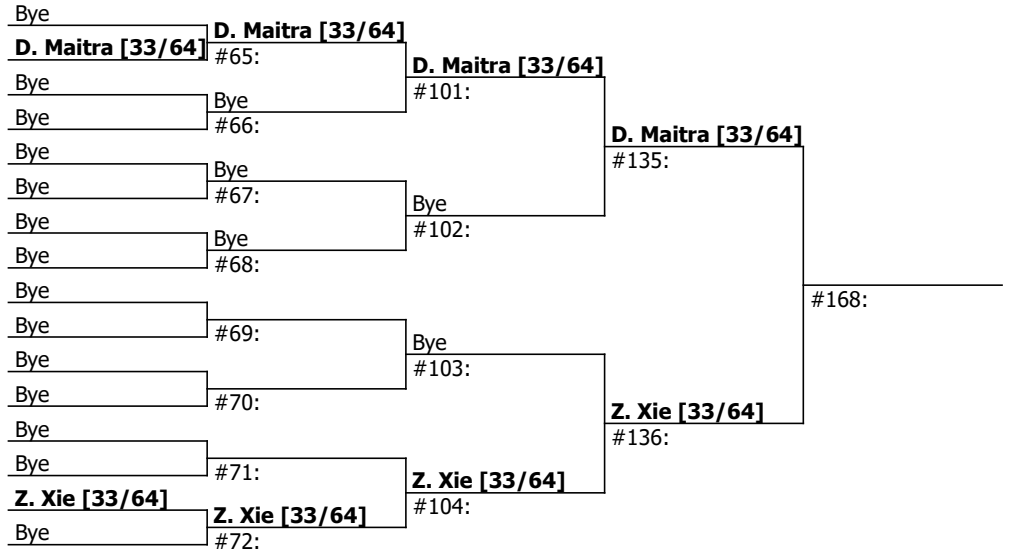 Bye
D. Maitra [33/64]
Bye
Bye
Bye
Bye
Bye
Bye
Bye
Bye
Bye
Bye
Bye
Bye
Z. Xie [33/64]
Bye
D. Maitra [33/64]
#65:
Bye
#66:
Bye
#67:
Bye
#68:
#69:
#70:
#71:
Z. Xie [33/64]
#72:
D. Maitra [33/64]
#101:
Bye
#102:
Bye
#103:
Z. Xie [33/64]
#104:
D. Maitra [33/64]
#135:
Z. Xie [33/64]
#136:
#168: